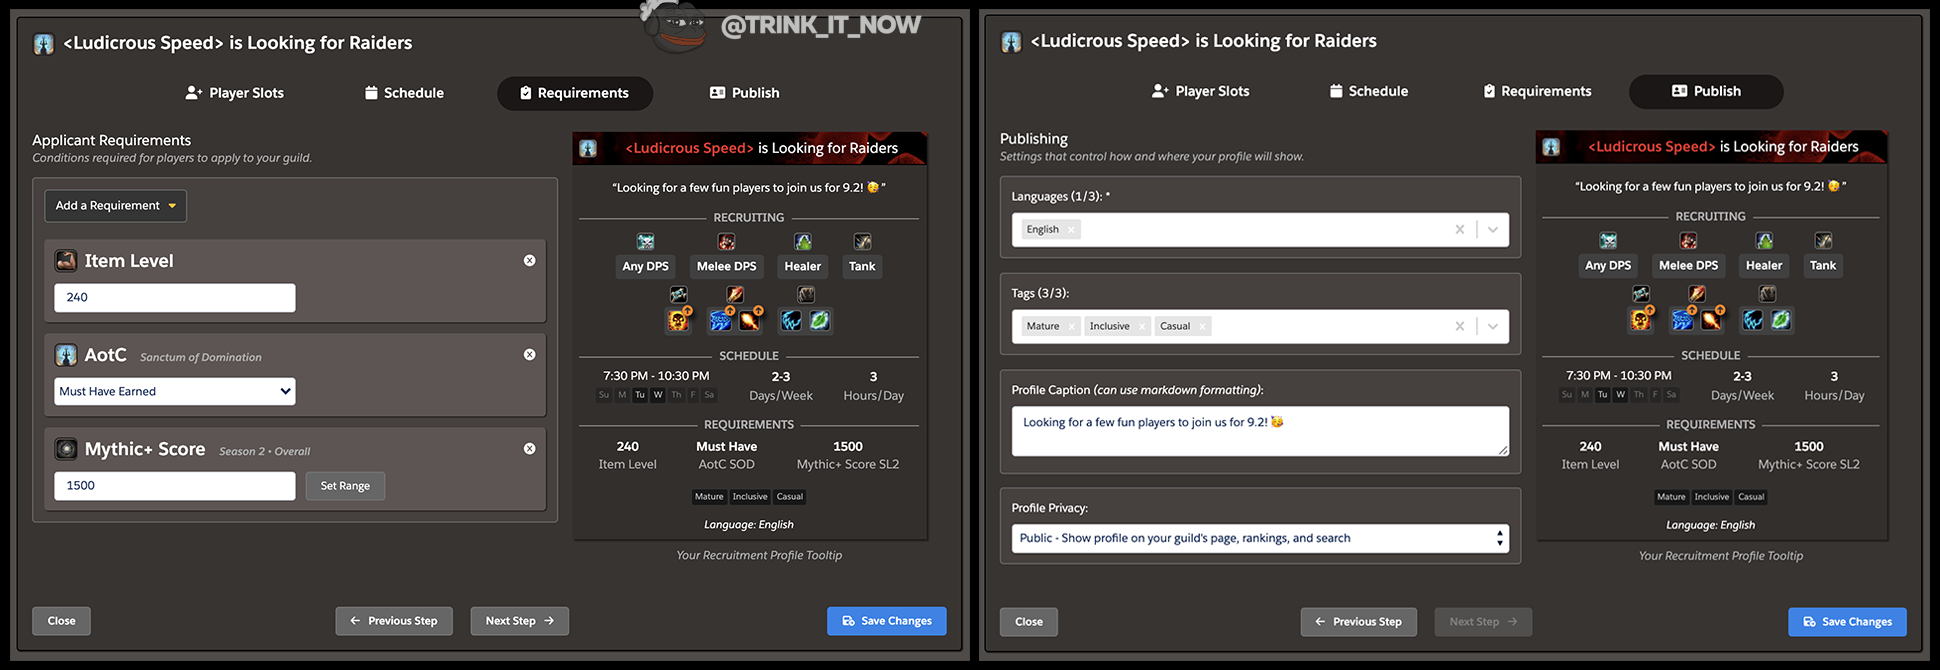 @TRINK_IT_NOW
<Ludicrous Speed> is Looking for Raiders
Player Slots Schedule Requirements Publish
Applicant Requirements
Conditions required for players to apply to your guild.
Add a Requirement
Item Level
240
AotC Sanctum of Domination
Must Have Earned
Mythic+ Score Season 2 • Overall
1500 Set Range
<Ludicrous Speed> is Looking for Raiders
“Looking for a few fun players to join us for 9.2! 🥳”
RECRUITING
Any DPS Melee DPS Healer Tank
SCHEDULE
7:30 PM - 10:30 PM 2-3 3
Su M Tu W Th F Sa Days/Week Hours/Day
REQUIREMENTS
240 Must Have 1500
Item Level AotC SOD Mythic+ Score SL2
Mature Inclusive Casual
Language: English
Your Recruitment Profile Tooltip
Close ← Previous Step Next Step → Save Changes
<Ludicrous Speed> is Looking for Raiders
Player Slots Schedule Requirements Publish
Publishing
Settings that control how and where your profile will show.
Languages (1/3): *
English ×
Tags (3/3):
Mature × Inclusive × Casual ×
Profile Caption (can use markdown formatting):
Looking for a few fun players to join us for 9.2! 🥳
Profile Privacy:
Public - Show profile on your guild's page, rankings, and search
<Ludicrous Speed> is Looking for Raiders
“Looking for a few fun players to join us for 9.2! 🥳”
RECRUITING
Any DPS Melee DPS Healer Tank
SCHEDULE
7:30 PM - 10:30 PM 2-3 3
Su M Tu W Th F Sa Days/Week Hours/Day
REQUIREMENTS
240 Must Have 1500
Item Level AotC SOD Mythic+ Score SL2
Mature Inclusive Casual
Language: English
Your Recruitment Profile Tooltip
Close ← Previous Step Next Step → Save Changes